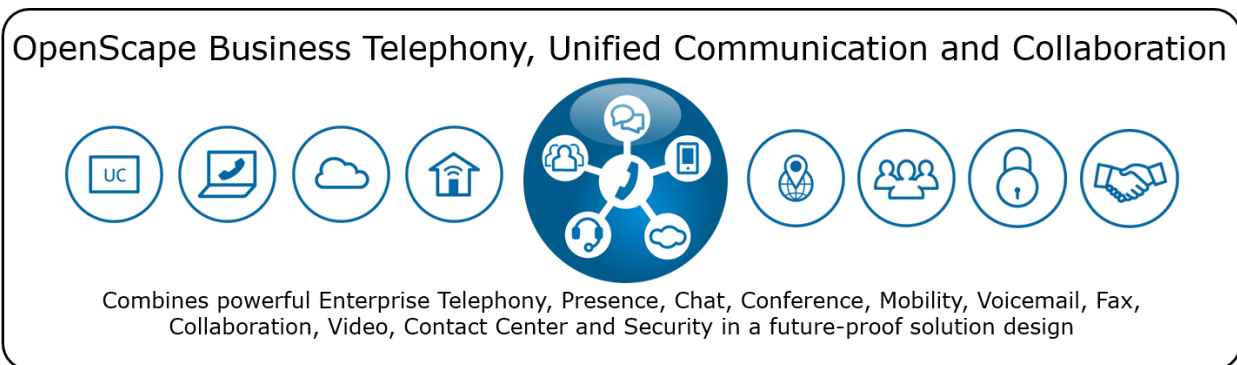 OpenScape Business Telephony, Unified Communication and Collaboration
UC
Combines powerful Enterprise Telephony, Presence, Chat, Conference, Mobility, Voicemail, Fax,
Collaboration, Video, Contact Center and Security in a future-proof solution design